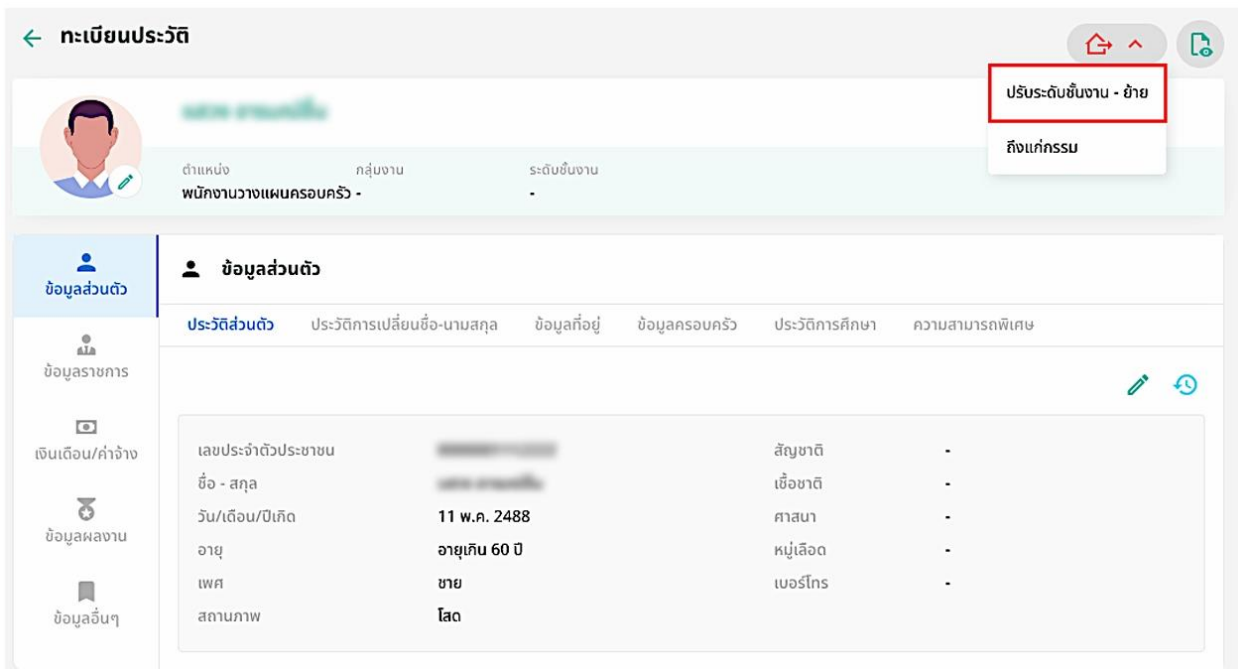 ทะเบียนประวัติ
ปรับระดับชั้นงาน - ย้าย
ถึงแก่กรรม
ตำแหน่ง กลุ่มงาน ระดับชั้นงาน
พนักงานวางแผนครอบครัว - -
ข้อมูลส่วนตัว
ข้อมูลราชการ
เงินเดือน/ค่าจ้าง
ข้อมูลผลงาน
ข้อมูลอื่นๆ
ข้อมูลส่วนตัว
ประวัติส่วนตัว ประวัติการเปลี่ยนชื่อ-นามสกุล ข้อมูลที่อยู่ ข้อมูลครอบครัว ประวัติการศึกษา ความสามารถพิเศษ
เลขประจำตัวประชาชน สัญชาติ -
ชื่อ - สกุล เชื้อชาติ -
วัน/เดือน/ปีเกิด 11 พ.ค. 2488 ศาสนา -
อายุ อายุเกิน 60 ปี หมู่เลือด -
เพศ ชาย เบอร์โทร -
สถานภาพ โสด